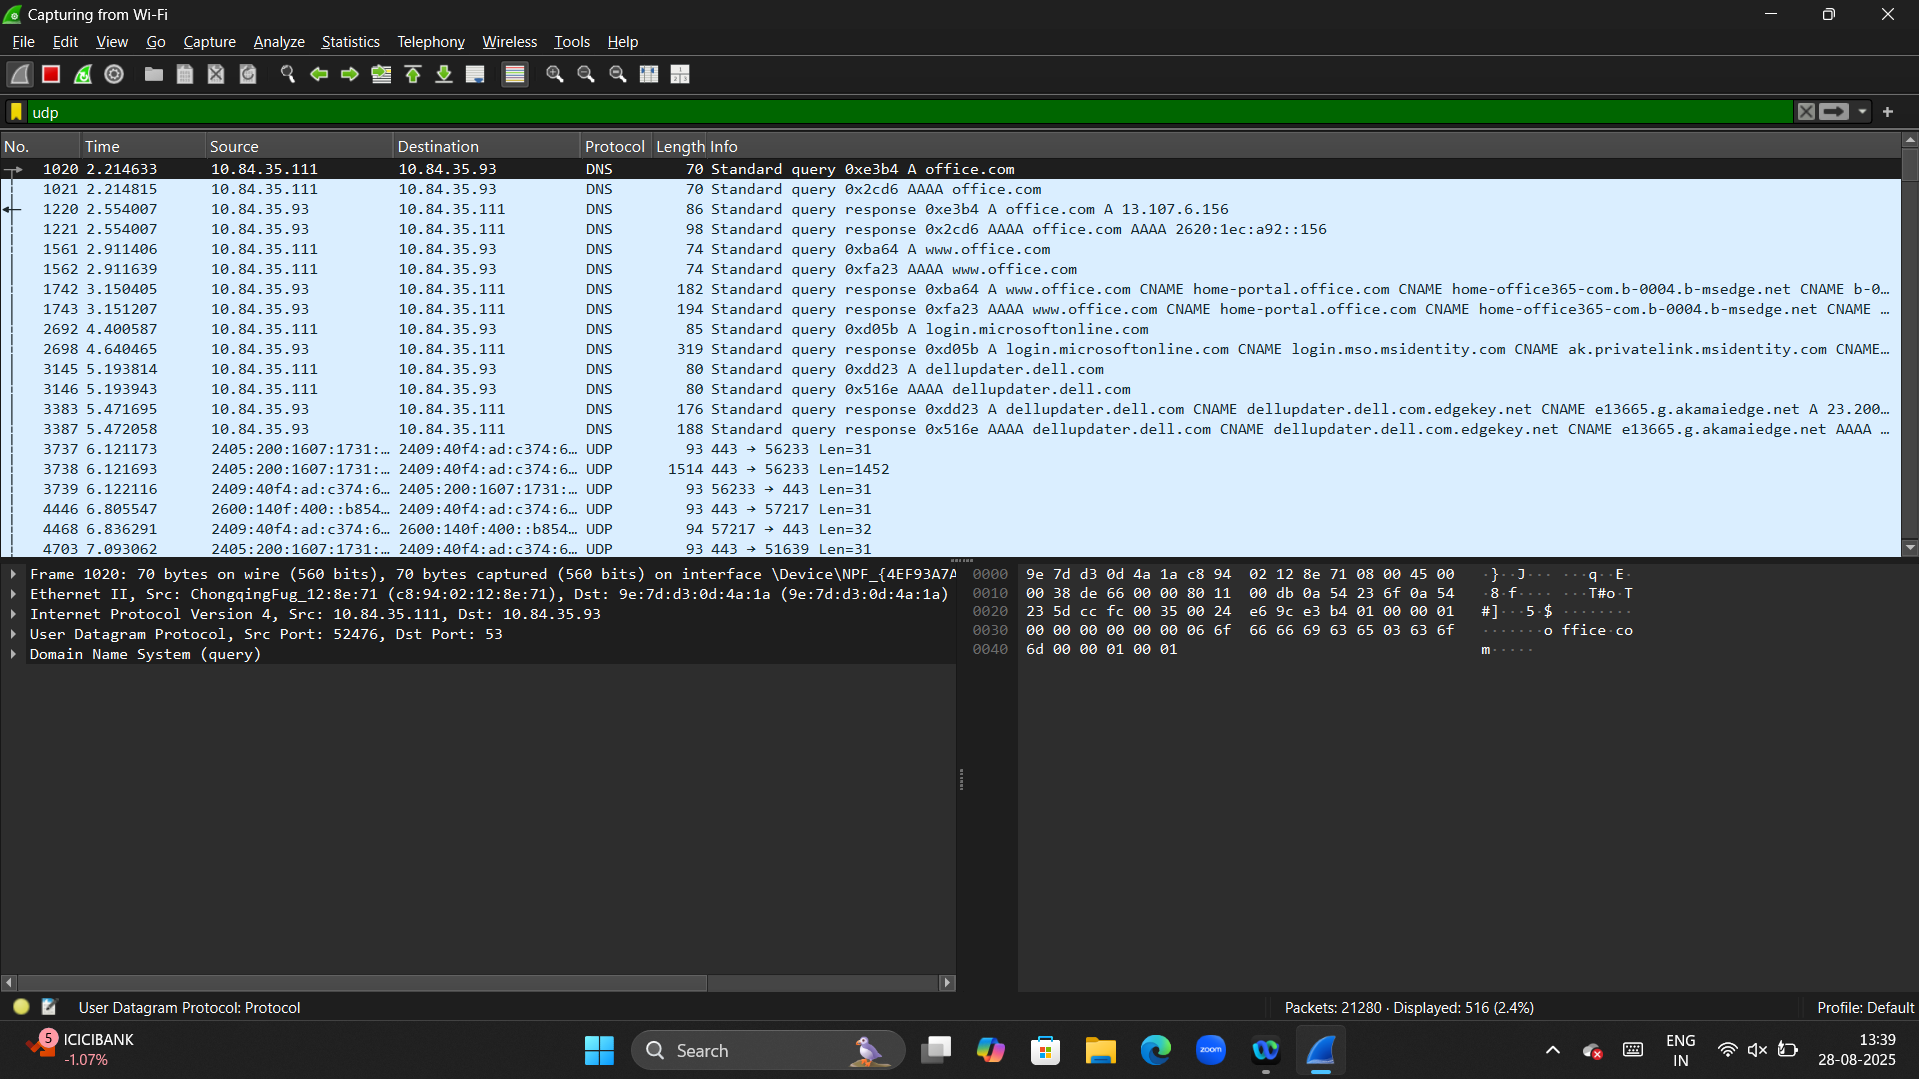 Capturing from Wi-Fi
File Edit View Go Capture Analyze Statistics Telephony Wireless Tools Help
udp
No. Time Source Destination Protocol Length Info
1020 2.214633 10.84.35.111 10.84.35.93 DNS 70 Standard query 0xe3b4 A office.com
1021 2.214815 10.84.35.111 10.84.35.93 DNS 70 Standard query 0x2cd6 AAAA office.com
1220 2.554007 10.84.35.93 10.84.35.111 DNS 86 Standard query response 0xe3b4 A office.com A 13.107.6.156
1221 2.554007 10.84.35.93 10.84.35.111 DNS 98 Standard query response 0x2cd6 AAAA office.com AAAA 2620:1ec:a92::156
1561 2.911406 10.84.35.111 10.84.35.93 DNS 74 Standard query 0xba64 A www.office.com
1562 2.911639 10.84.35.111 10.84.35.93 DNS 74 Standard query 0xfa23 AAAA www.office.com
1742 3.150405 10.84.35.93 10.84.35.111 DNS 182 Standard query response 0xba64 A www.office.com CNAME home-portal.office.com CNAME home-office365-com.b-0004.b-msedge.net CNAME b-0…
1743 3.151207 10.84.35.93 10.84.35.111 DNS 194 Standard query response 0xfa23 AAAA www.office.com CNAME home-portal.office.com CNAME home-office365-com.b-0004.b-msedge.net CNAME …
2692 4.400587 10.84.35.111 10.84.35.93 DNS 85 Standard query 0xd05b A login.microsoftonline.com
2698 4.640465 10.84.35.93 10.84.35.111 DNS 319 Standard query response 0xd05b A login.microsoftonline.com CNAME login.mso.msidentity.com CNAME ak.privatelink.msidentity.com CNAME…
3145 5.193814 10.84.35.111 10.84.35.93 DNS 80 Standard query 0xdd23 A dellupdater.dell.com
3146 5.193943 10.84.35.111 10.84.35.93 DNS 80 Standard query 0x516e AAAA dellupdater.dell.com
3383 5.471695 10.84.35.93 10.84.35.111 DNS 176 Standard query response 0xdd23 A dellupdater.dell.com CNAME dellupdater.dell.com.edgekey.net CNAME e13665.g.akamaiedge.net A 23.200…
3387 5.472058 10.84.35.93 10.84.35.111 DNS 188 Standard query response 0x516e AAAA dellupdater.dell.com CNAME dellupdater.dell.com.edgekey.net CNAME e13665.g.akamaiedge.net AAAA …
3737 6.121173 2405:200:1607:1731:… 2409:40f4:ad:c374:6… UDP 93 443 → 56233 Len=31
3738 6.121693 2405:200:1607:1731:… 2409:40f4:ad:c374:6… UDP 1514 443 → 56233 Len=1452
3739 6.122116 2409:40f4:ad:c374:6… 2405:200:1607:1731:… UDP 93 56233 → 443 Len=31
4446 6.805547 2600:140f:400::b854… 2409:40f4:ad:c374:6… UDP 93 443 → 57217 Len=31
4468 6.836291 2409:40f4:ad:c374:6… 2600:140f:400::b854… UDP 94 57217 → 443 Len=32
4703 7.093062 2405:200:1607:1731:… 2409:40f4:ad:c374:6… UDP 93 443 → 51639 Len=31
Frame 1020: 70 bytes on wire (560 bits), 70 bytes captured (560 bits) on interface \Device\NPF_{4EF93A7A
Ethernet II, Src: ChongqingFug_12:8e:71 (c8:94:02:12:8e:71), Dst: 9e:7d:d3:0d:4a:1a (9e:7d:d3:0d:4a:1a)
Internet Protocol Version 4, Src: 10.84.35.111, Dst: 10.84.35.93
User Datagram Protocol, Src Port: 52476, Dst Port: 53
Domain Name System (query)
0000 9e 7d d3 0d 4a 1a c8 94 02 12 8e 71 08 00 45 00 ·}··J··· ···q··E·
0010 00 38 de 66 00 00 80 11 00 db 0a 54 23 6f 0a 54 ·8·f···· ···T#o·T
0020 23 5d cc fc 00 35 00 24 e6 9c e3 b4 01 00 00 01 #]···5·$ ········
0030 00 00 00 00 00 00 06 6f 66 66 69 63 65 03 63 6f ·······o ffice·co
0040 6d 00 00 01 00 01 m·····
User Datagram Protocol: Protocol
Packets: 21280 · Displayed: 516 (2.4%)
Profile: Default
5
ICICIBANK
-1.07%
Search
zoom
ENG
IN
13:39
28-08-2025